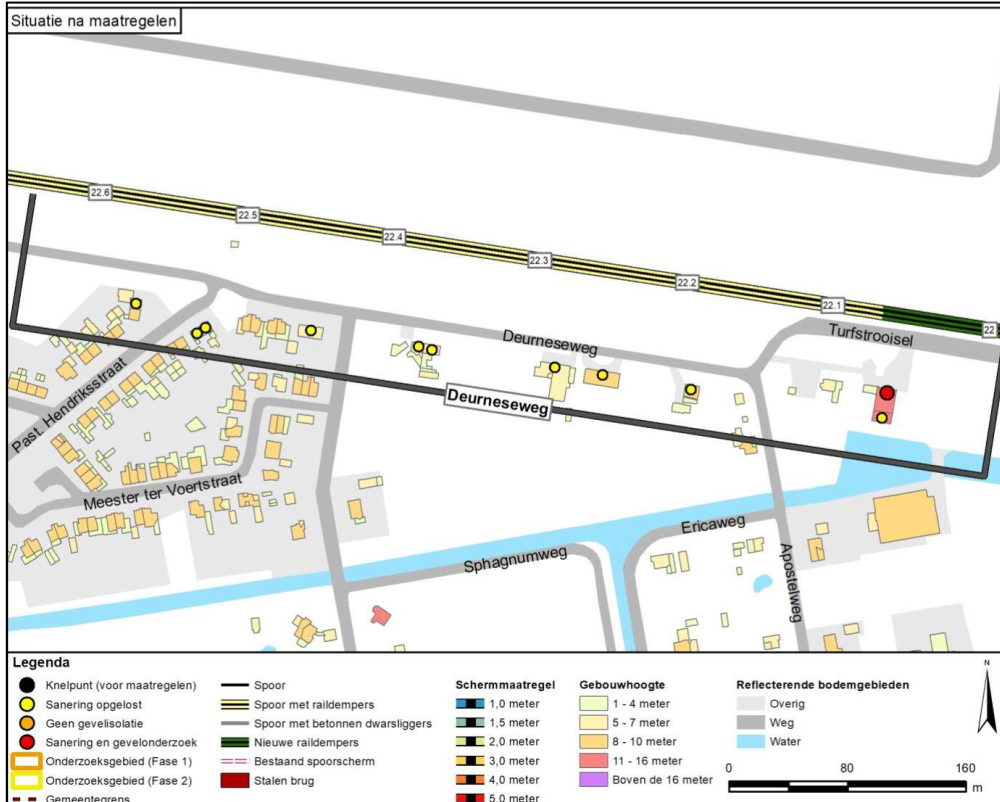 Situatie na maatregelen
22.6
22.5
22.4
22.3
22.2
22.1
22
Turfstrooisel
Deurneseweg
Deurneseweg
Past. Hendriksstraat
Meester ter Voertstraat
Sphagnumweg
Ericaweg
Apostelweg
Legenda
Knelpunt (voor maatregelen)
Sanering opgelost
Geen gevelisolatie
Sanering en gevelonderzoek
Onderzoeksgebied (Fase 1)
Onderzoeksgebied (Fase 2)
Gemeentegrens
Spoor
Spoor met raildempers
Spoor met betonnen dwarsliggers
Nieuwe raildempers
Bestaand spoorscherm
Stalen brug
Schermmaatregel
1,0 meter
1,5 meter
2,0 meter
3,0 meter
4,0 meter
5,0 meter
Gebouwhoogte
1 - 4 meter
5 - 7 meter
8 - 10 meter
11 - 16 meter
Boven de 16 meter
Reflecterende bodemgebieden
Overig
Weg
Water
N
0 80 160
m